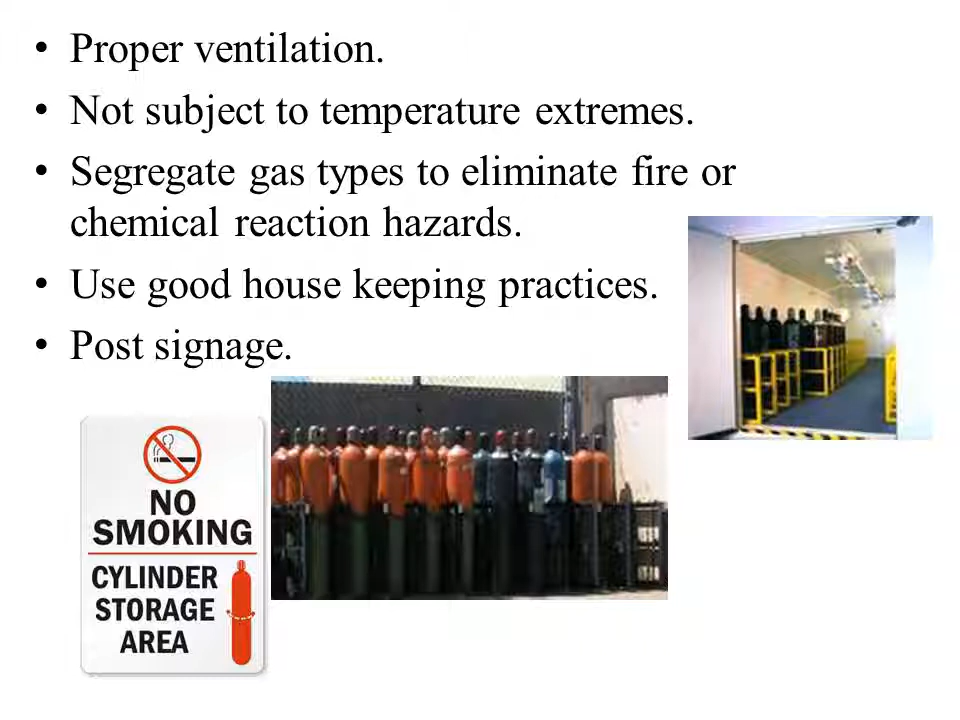 • Proper ventilation.
• Not subject to temperature extremes.
• Segregate gas types to eliminate fire or
chemical reaction hazards.
• Use good house keeping practices.
• Post signage.
NO
SMOKING
CYLINDER
STORAGE
AREA